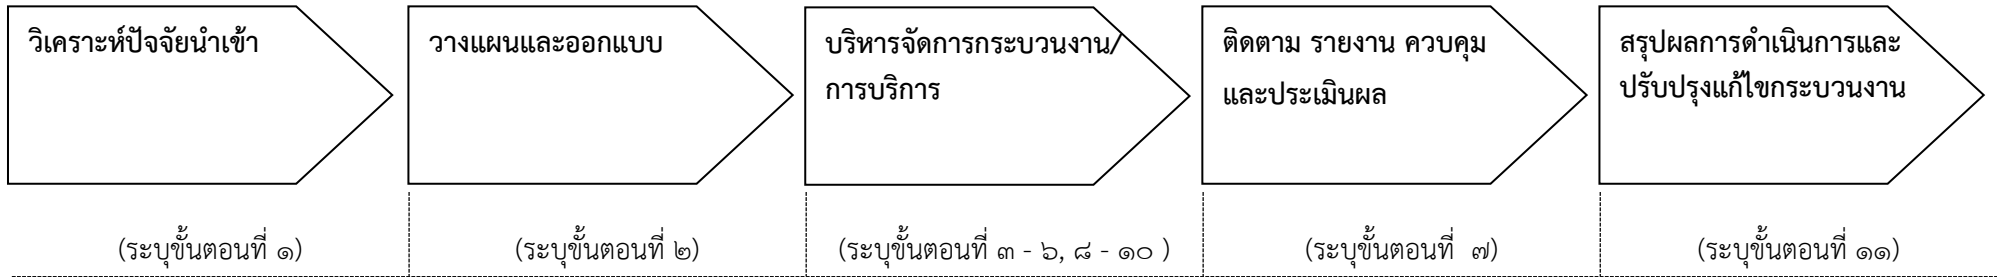 วิเคราะห์ปัจจัยนำเข้า
วางแผนและออกแบบ
บริหารจัดการกระบวนงาน/
การบริการ
ติดตาม รายงาน ควบคุม
และประเมินผล
สรุปผลการดำเนินการและ
ปรับปรุงแก้ไขกระบวนงาน
(ระบุขั้นตอนที่ ๑)
(ระบุขั้นตอนที่ ๒)
(ระบุขั้นตอนที่ ๓ - ๖, ๘ - ๑๐ )
(ระบุขั้นตอนที่ ๗)
(ระบุขั้นตอนที่ ๑๑)